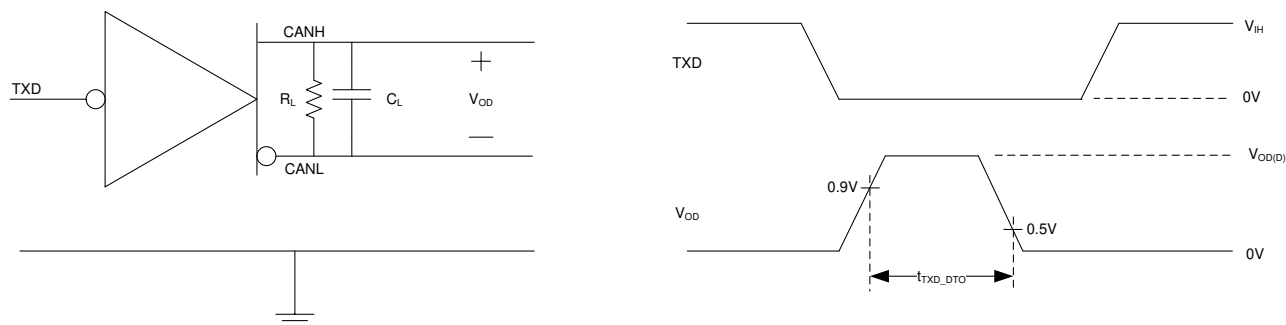 CANH
TXD
R_L
C_L
+
V_OD
—
CANL
TXD
V_IH
0V
V_OD
V_OD(D)
0.9V
0.5V
0V
t_TXD_DTO